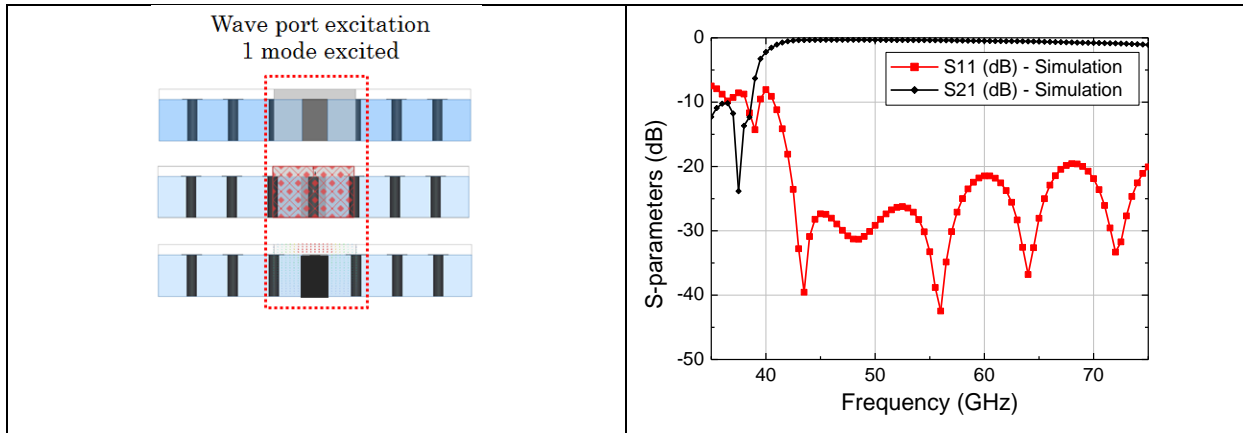 Wave port excitation
1 mode excited
0
-10
-20
-30
-40
-50
S-parameters (dB)
S11 (dB) - Simulation
S21 (dB) - Simulation
40 50 60 70
Frequency (GHz)